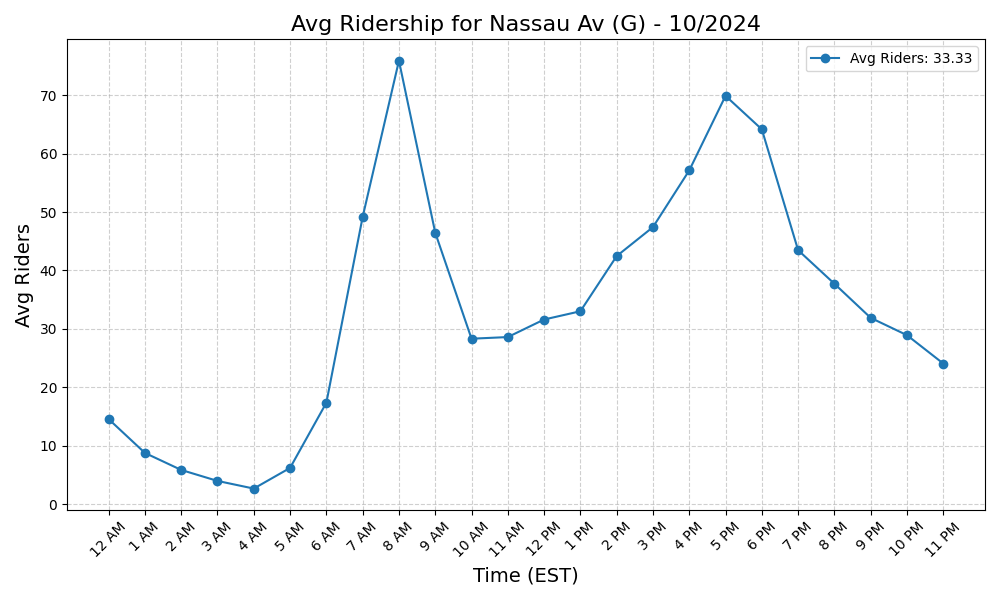 Avg Ridership for Nassau Av (G) - 10/2024
Avg Riders: 33.33
Avg Riders
70
60
50
40
30
20
10
0
12 AM
1 AM
2 AM
3 AM
4 AM
5 AM
6 AM
7 AM
8 AM
9 AM
10 AM
11 AM
12 PM
1 PM
2 PM
3 PM
4 PM
5 PM
6 PM
7 PM
8 PM
9 PM
10 PM
11 PM
Time (EST)